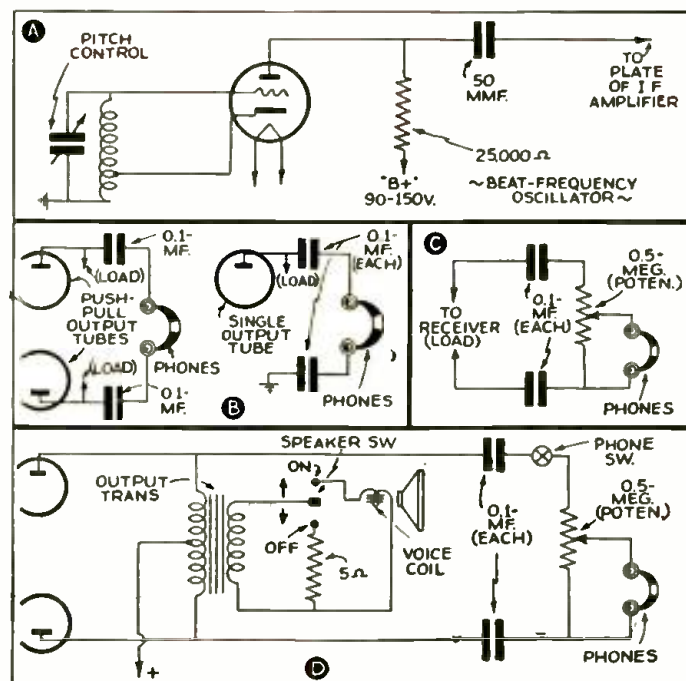 A
PITCH
CONTROL
50
MMF.
TO
PLATE
OF I F
AMPLIFIER
25,000 Ω
"B+"
90-150V.
~BEAT-FREQUENCY
OSCILLATOR~
0.1-
MF.
(LOAD)
PUSH-
PULL
OUTPUT
TUBES
(LOAD)
PHONES
0.1-
MF.
B
0.1-
MF.
(EACH)
(LOAD)
SINGLE
OUTPUT
TUBE
PHONES
C
0.5-
MEG.
(POTEN.)
TO
RECEIVER
(LOAD)
0.1-
MF.
(EACH)
PHONES
SPEAKER SW
OUTPUT
TRANS
ON
OFF
5Ω
VOICE
COIL
PHONE
SW.
0.1-
MF.
(EACH)
0.5-
MEG.
(POTEN.)
PHONES
+
D